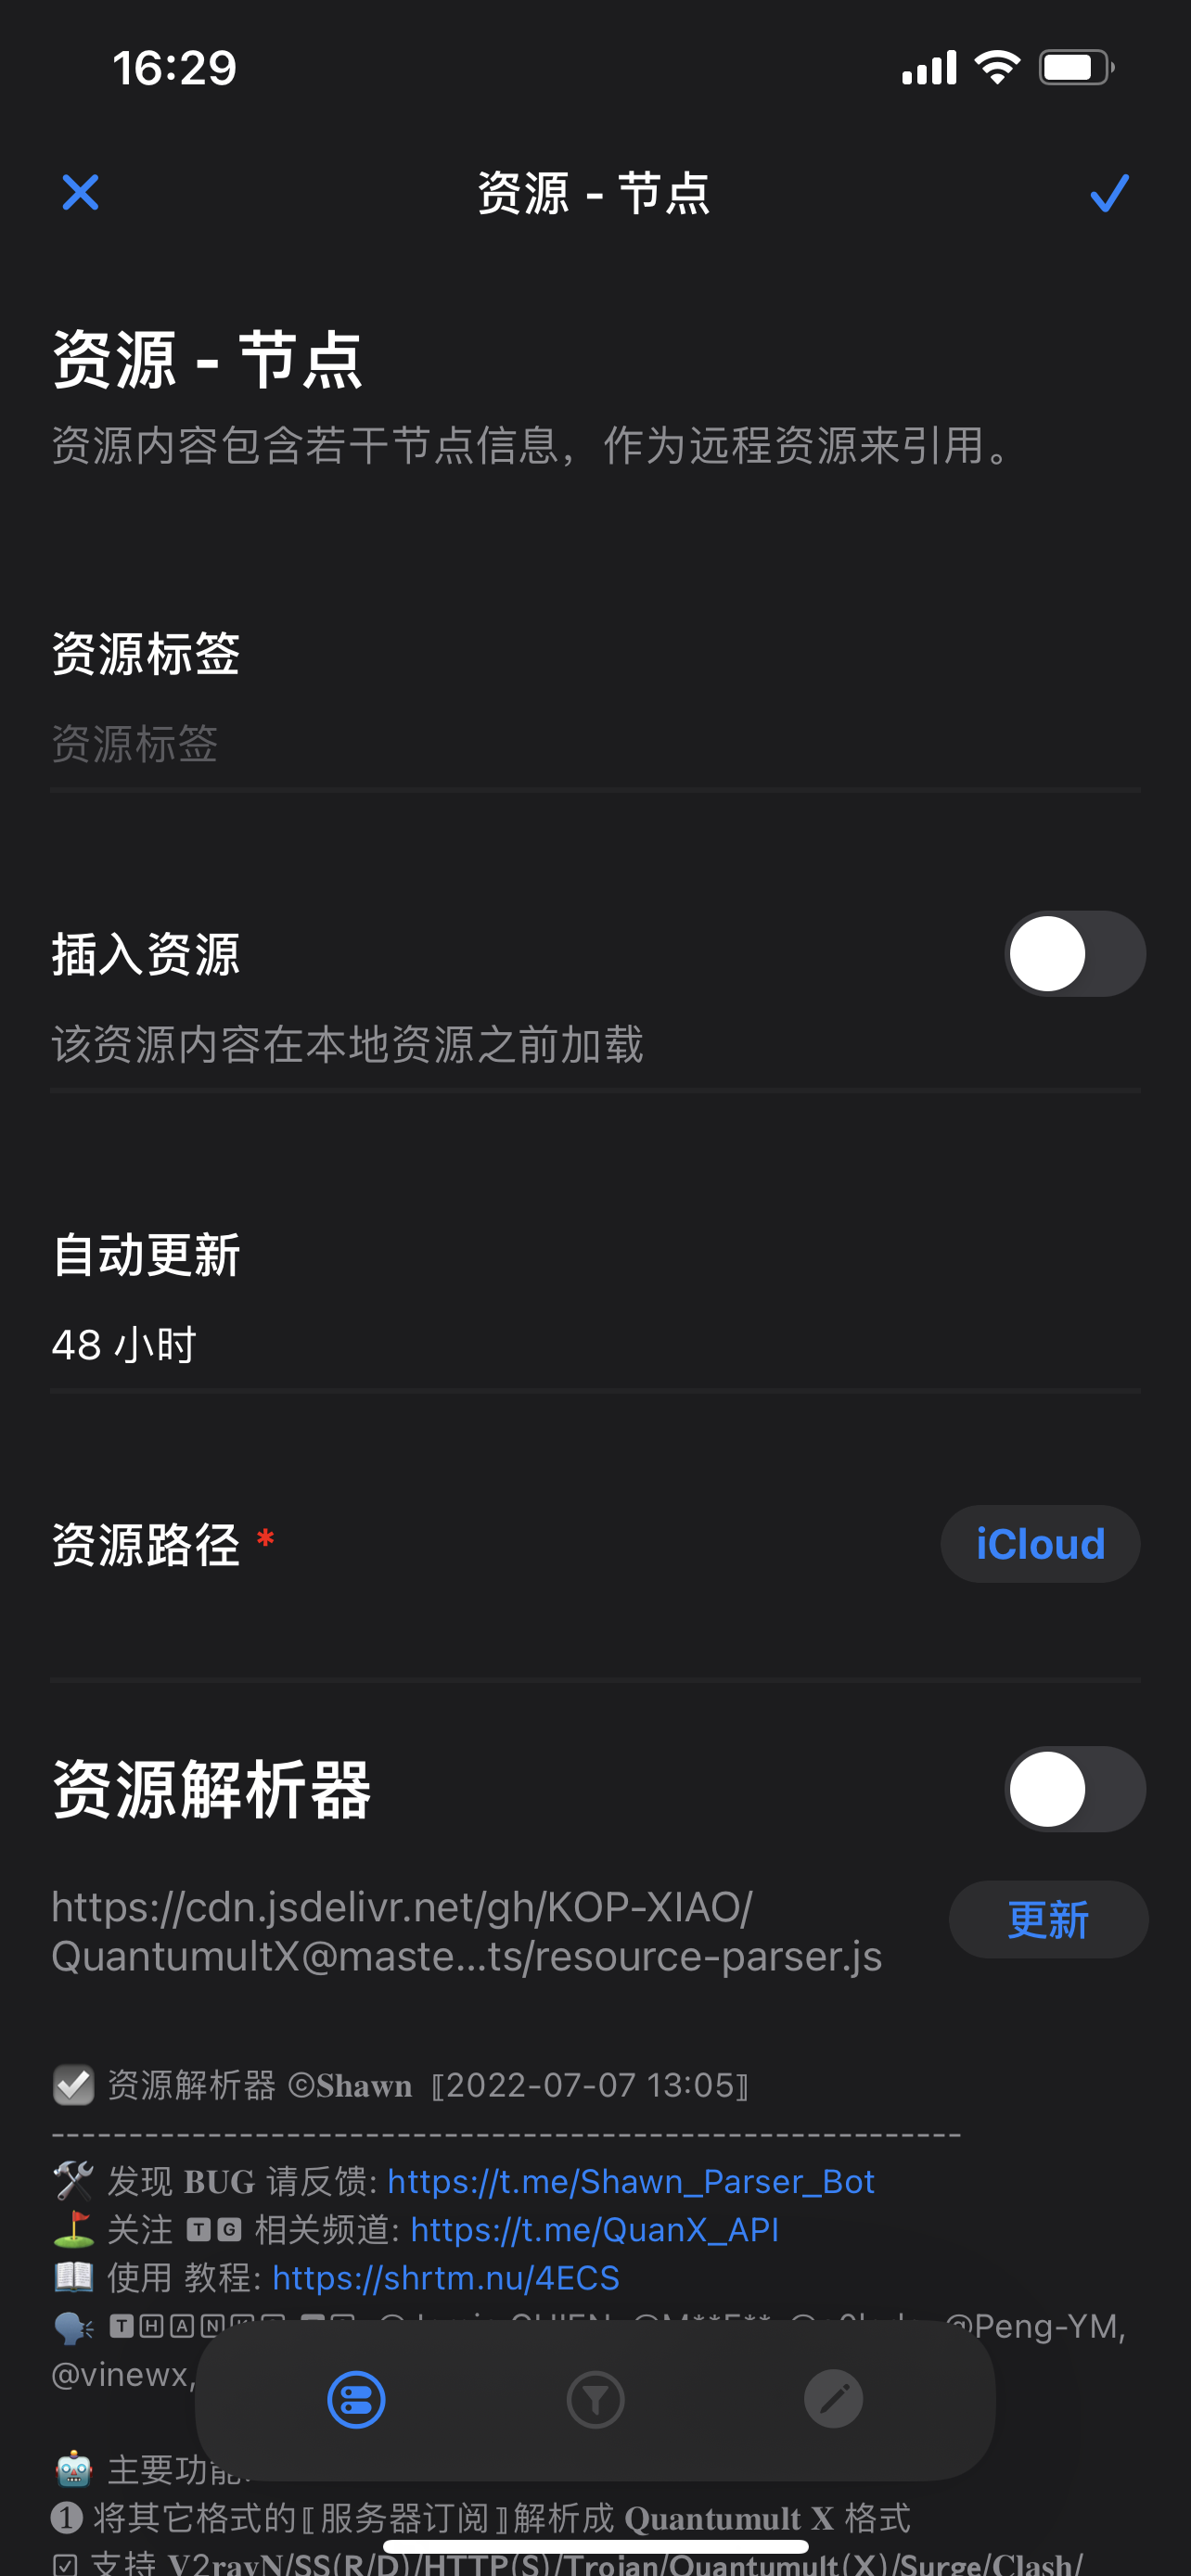 16:29
资源 - 节点
资源 - 节点
资源内容包含若干节点信息，作为远程资源来引用。
资源标签
资源标签
插入资源
该资源内容在本地资源之前加载
自动更新
48 小时
资源路径 *
iCloud
资源解析器
https://cdn.jsdelivr.net/gh/KOP-XIAO/
QuantumultX@maste...ts/resource-parser.js
更新
☑️ 资源解析器 ©𝐒𝐡𝐚𝐰𝐧 ⟦2022-07-07 13:05⟧
----------------------------------------------------------
🛠 发现 𝐁𝐔𝐆 请反馈: https://t.me/Shawn_Parser_Bot
⛳️ 关注 🆃🅶 相关频道: https://t.me/QuanX_API
📖 使用 教程: https://shrtm.nu/4ECS
@Peng-YM,
@vinewx,
🤖 主要功能:
❶ 将其它格式的⟦服务器订阅⟧解析成 𝐐𝐮𝐚𝐧𝐭𝐮𝐦𝐮𝐥𝐭 𝐗 格式
☑ 支持 𝐕2𝐫𝐚𝐲𝐍/SS(R/D)/HTTP(S)/Trojan/Quantumult(X)/Surge/Clash/